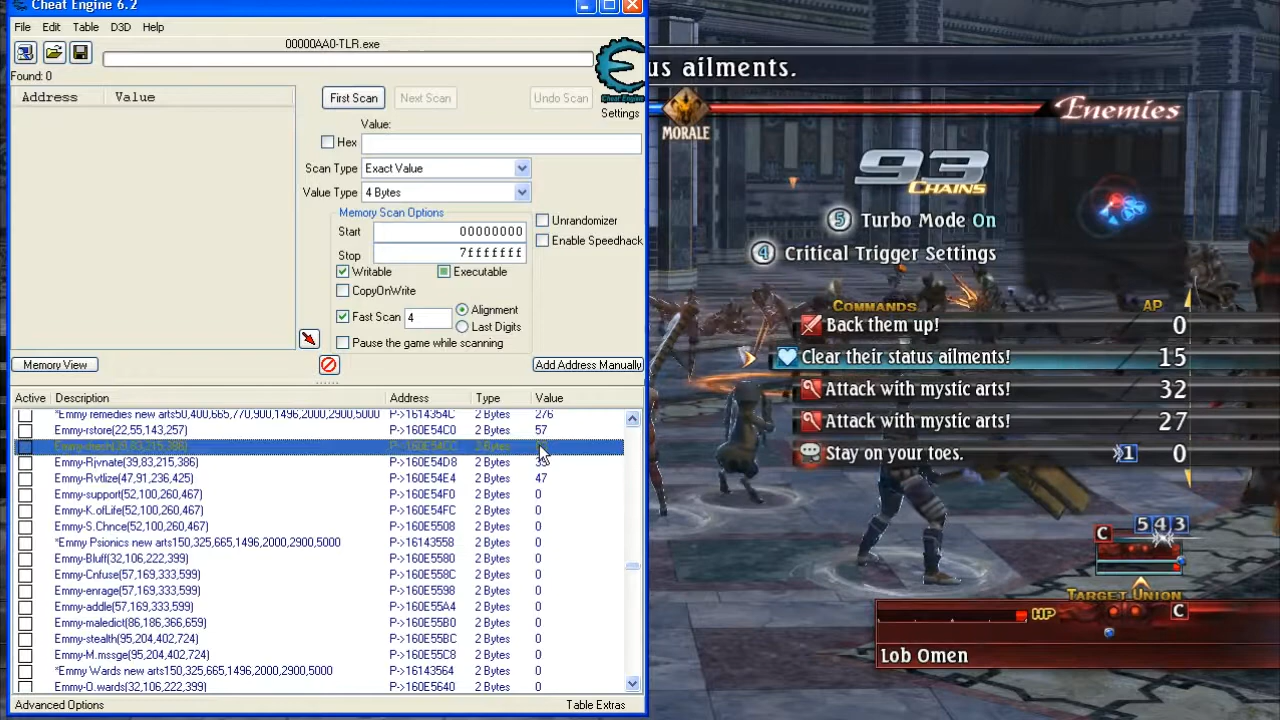 Cheat Engine 6.2
File Edit Table D3D Help
00000AA0-TLR.exe
Found: 0
Address Value
First Scan Next Scan Undo Scan
Cheat Engine
Settings
Value:
Hex
Scan Type Exact Value
Value Type 4 Bytes
Memory Scan Options
Start 00000000
Stop 7fffffff
Writable Executable
CopyOnWrite
Fast Scan 4 Alignment
Last Digits
Pause the game while scanning
Unrandomizer
Enable Speedhack
Memory View Add Address Manually
Active Description Address Type Value
*Emmy remedies new arts50,400,665,770,900,1496,2000,2900,5000 P->1614354C 2 Bytes 276
Emmy-rstore(22,55,143,257) P->160E54C0 2 Bytes 57
(39,83,215,386) P->160E54CC 2 Bytes
Emmy-Rjvnate(39,83,215,386) P->160E54D8 2 Bytes 39
Emmy-Rvtlize(47,91,236,425) P->160E54E4 2 Bytes 47
Emmy-support(52,100,260,467) P->160E54F0 2 Bytes 0
Emmy-K.ofLife(52,100,260,467) P->160E54FC 2 Bytes 0
Emmy-S.Chnce(52,100,260,467) P->160E5508 2 Bytes 0
*Emmy Psionics new arts150,325,665,1496,2000,2900,5000 P->16143558 2 Bytes 0
Emmy-Bluff(32,106,222,399) P->160E5580 2 Bytes 0
Emmy-Cnfuse(57,169,333,599) P->160E558C 2 Bytes 0
Emmy-enrage(57,169,333,599) P->160E5598 2 Bytes 0
Emmy-addle(57,169,333,599) P->160E55A4 2 Bytes 0
Emmy-maledict(86,186,366,659) P->160E55B0 2 Bytes 0
Emmy-stealth(95,204,402,724) P->160E55BC 2 Bytes 0
Emmy-M.mssge(95,204,402,724) P->160E55C8 2 Bytes 0
*Emmy Wards new arts150,325,665,1496,2000,2900,5000 P->16143564 2 Bytes 0
Emmy-O.wards(32,106,222,399) P->160E5640 2 Bytes 0
Advanced Options Table Extras
us ailments.
MORALE Enemies
93
CHAINS
5 Turbo Mode On
4 Critical Trigger Settings
COMMANDS AP
Back them up! 0
Clear their status ailments! 15
Attack with mystic arts! 32
Attack with mystic arts! 27
Stay on your toes. 1 0
5 4 3
C
TARGET UNION
HP C
Lob Omen